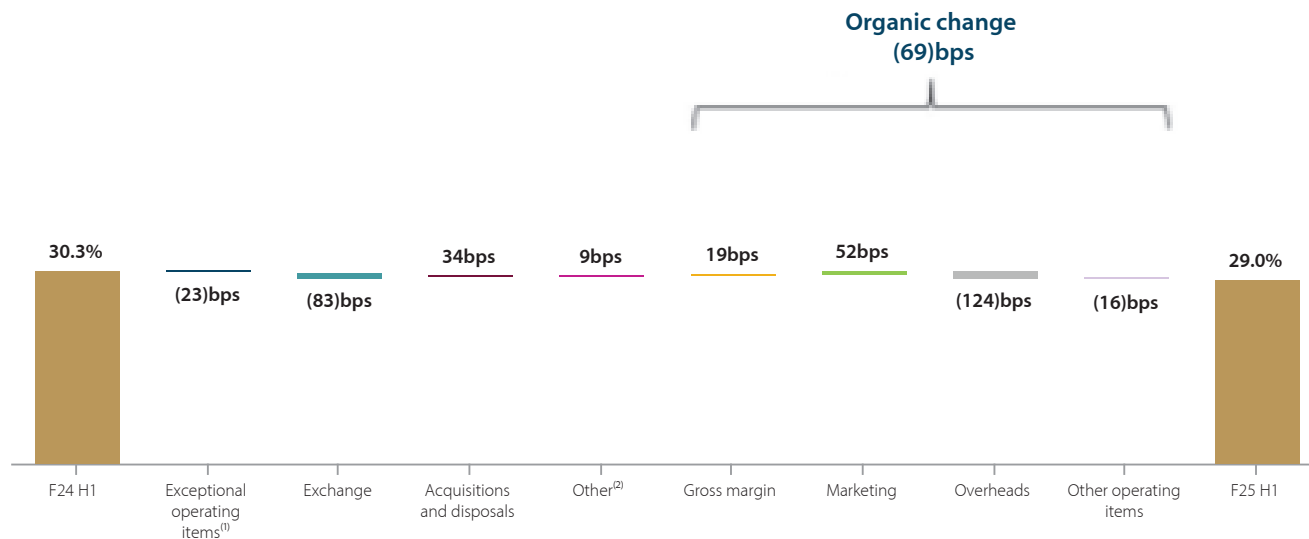 Organic change
(69)bps
30.3%
(23)bps
(83)bps
34bps
9bps
19bps
52bps
(124)bps
(16)bps
29.0%
F24 H1
Exceptional
operating
items(1)
Exchange
Acquisitions
and disposals
Other(2)
Gross margin
Marketing
Overheads
Other operating
items
F25 H1